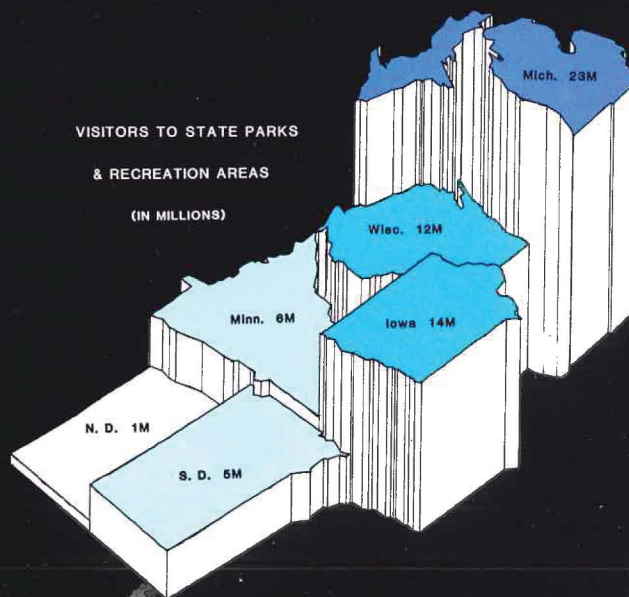 VISITORS TO STATE PARKS
& RECREATION AREAS
(IN MILLIONS)
Mich. 23M
Wisc. 12M
Minn. 6M
Iowa 14M
N. D. 1M
S. D. 5M